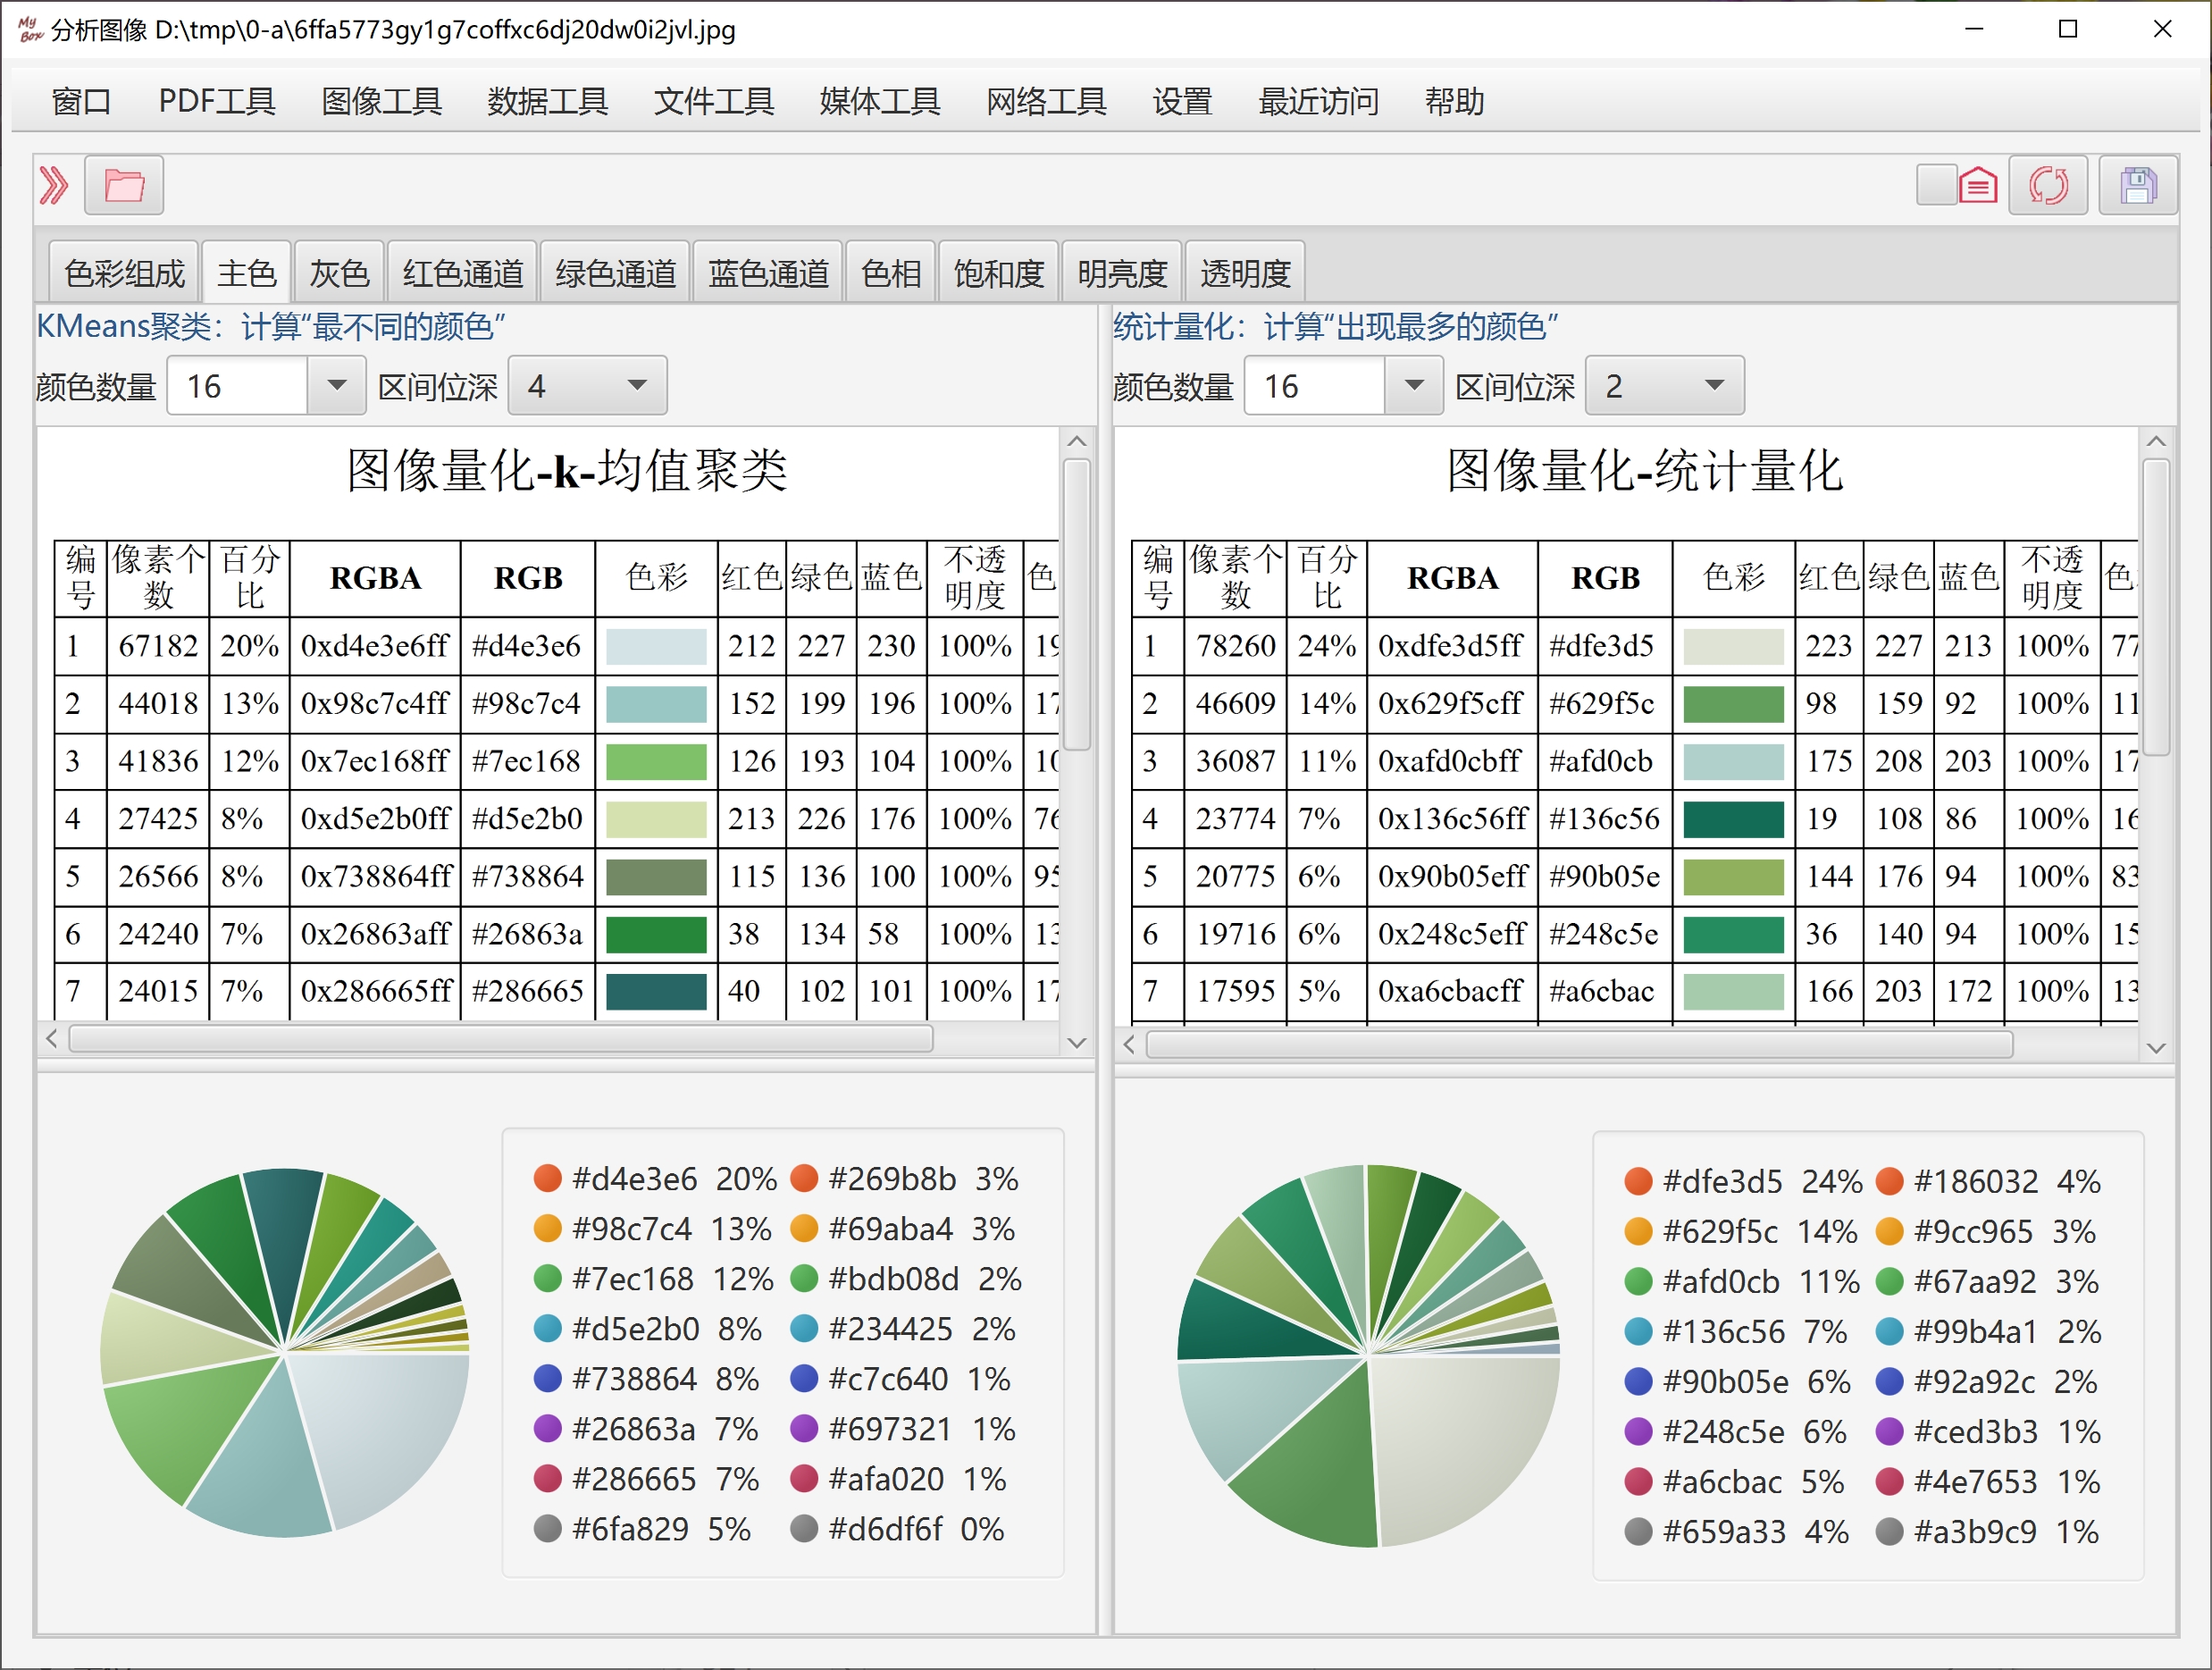 My Box 分析图像 D:\tmp\0-a\6ffa5773gy1g7coffxc6dj20dw0i2jvl.jpg
窗口 PDF工具 图像工具 数据工具 文件工具 媒体工具 网络工具 设置 最近访问 帮助
色彩组成 主色 灰色 红色通道 绿色通道 蓝色通道 色相 饱和度 明亮度 透明度
KMeans聚类：计算“最不同的颜色”
颜色数量 16 区间位深 4
图像量化-k-均值聚类
编号 像素个数 百分比 RGBA RGB 色彩 红色 绿色 蓝色 不透明度 色
1 67182 20% 0xd4e3e6ff #d4e3e6 212 227 230 100% 19
2 44018 13% 0x98c7c4ff #98c7c4 152 199 196 100% 17
3 41836 12% 0x7ec168ff #7ec168 126 193 104 100% 10
4 27425 8% 0xd5e2b0ff #d5e2b0 213 226 176 100% 76
5 26566 8% 0x738864ff #738864 115 136 100 100% 95
6 24240 7% 0x26863aff #26863a 38 134 58 100% 13
7 24015 7% 0x286665ff #286665 40 102 101 100% 17
#d4e3e6 20% #269b8b 3%
#98c7c4 13% #69aba4 3%
#7ec168 12% #bdb08d 2%
#d5e2b0 8% #234425 2%
#738864 8% #c7c640 1%
#26863a 7% #697321 1%
#286665 7% #afa020 1%
#6fa829 5% #d6df6f 0%
统计量化：计算“出现最多的颜色”
颜色数量 16 区间位深 2
图像量化-统计量化
编号 像素个数 百分比 RGBA RGB 色彩 红色 绿色 蓝色 不透明度 色
1 78260 24% 0xdfe3d5ff #dfe3d5 223 227 213 100% 77
2 46609 14% 0x629f5cff #629f5c 98 159 92 100% 11
3 36087 11% 0xafd0cbff #afd0cb 175 208 203 100% 17
4 23774 7% 0x136c56ff #136c56 19 108 86 100% 16
5 20775 6% 0x90b05eff #90b05e 144 176 94 100% 83
6 19716 6% 0x248c5eff #248c5e 36 140 94 100% 15
7 17595 5% 0xa6cbacff #a6cbac 166 203 172 100% 13
#dfe3d5 24% #186032 4%
#629f5c 14% #9cc965 3%
#afd0cb 11% #67aa92 3%
#136c56 7% #99b4a1 2%
#90b05e 6% #92a92c 2%
#248c5e 6% #ced3b3 1%
#a6cbac 5% #4e7653 1%
#659a33 4% #a3b9c9 1%